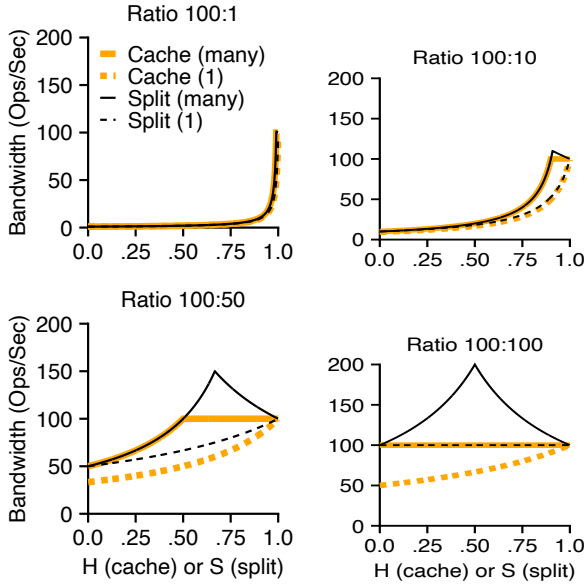 Ratio 100:1
Bandwidth (Ops/Sec)
200
150
100
50
0
Cache (many)
Cache (1)
Split (many)
Split (1)
0.0 .25 .50 .75 1.0
Ratio 100:10
200
150
100
50
0
0.0 .25 .50 .75 1.0
Ratio 100:50
Bandwidth (Ops/Sec)
200
150
100
50
0
0.0 .25 .50 .75 1.0
H (cache) or S (split)
Ratio 100:100
200
150
100
50
0
0.0 .25 .50 .75 1.0
H (cache) or S (split)